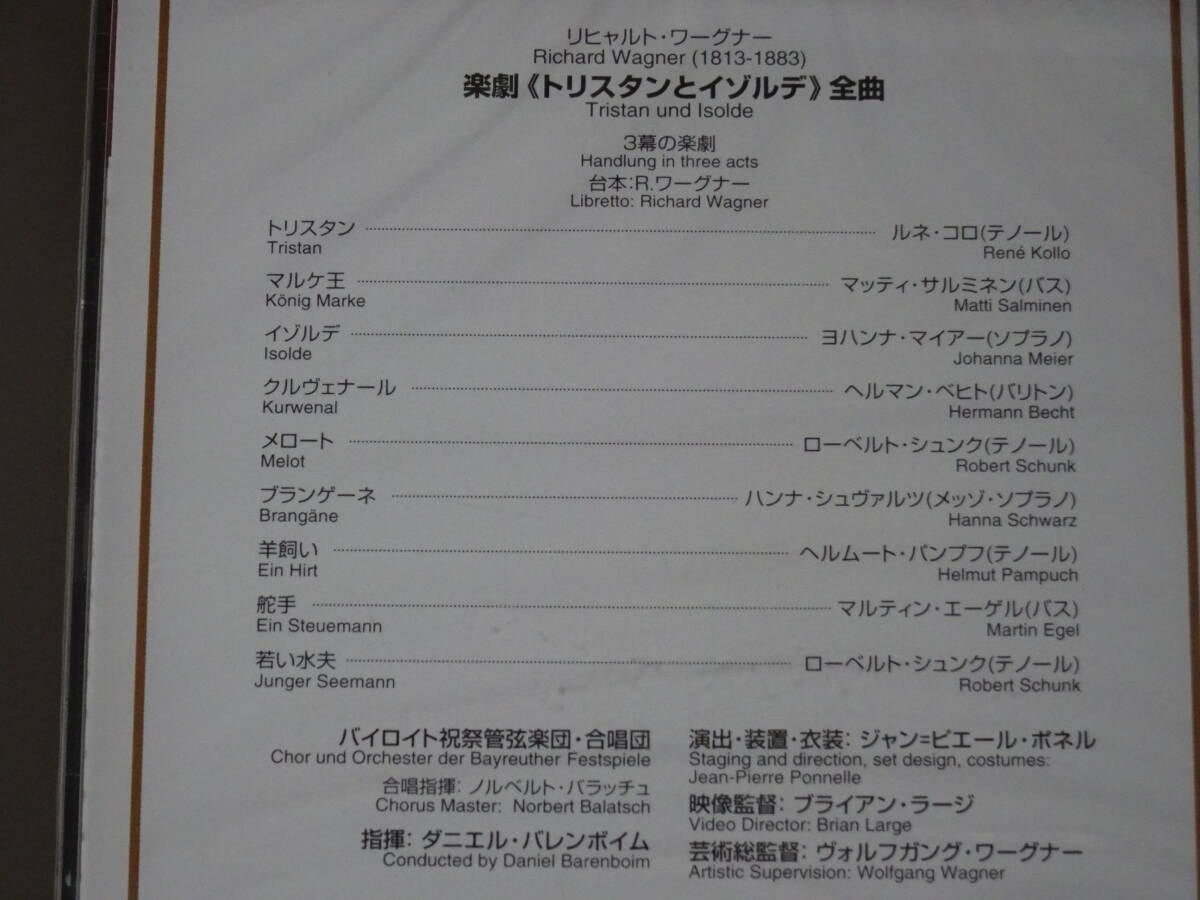 リヒャルト・ワーグナー
Richard Wagner (1813-1883)
楽劇《トリスタンとイゾルデ》全曲
Tristan und Isolde
3幕の楽劇
Handlung in three acts
台本:R.ワーグナー
Libretto: Richard Wagner
トリスタン ルネ・コロ(テノール)
Tristan René Kollo
マルケ王 マッティ・サルミネン(バス)
König Marke Matti Salminen
イゾルデ ヨハンナ・マイアー(ソプラノ)
Isolde Johanna Meier
クルヴェナール ヘルマン・ベヒト(バリトン)
Kurwenal Hermann Becht
メロート ローベルト・シュンク(テノール)
Melot Robert Schunk
ブランゲーネ ハンナ・シュヴァルツ(メッゾ・ソプラノ)
Brangäne Hanna Schwarz
羊飼い ヘルムート・パンプフ(テノール)
Ein Hirt Helmut Pampuch
舵手 マルティン・エーゲル(バス)
Ein Steuemann Martin Egel
若い水夫 ローベルト・シュンク(テノール)
Junger Seemann Robert Schunk
バイロイト祝祭管弦楽団・合唱団
Chor und Orchester der Bayreuther Festspiele
合唱指揮: ノルベルト・バラッチュ
Chorus Master: Norbert Balatsch
指揮: ダニエル・バレンボイム
Conducted by Daniel Barenboim
演出・装置・衣装: ジャン=ピエール・ポネル
Staging and direction, set design, costumes:
Jean-Pierre Ponnelle
映像監督: ブライアン・ラージ
Video Director: Brian Large
芸術総監督: ヴォルフガング・ワーグナー
Artistic Supervision: Wolfgang Wagner